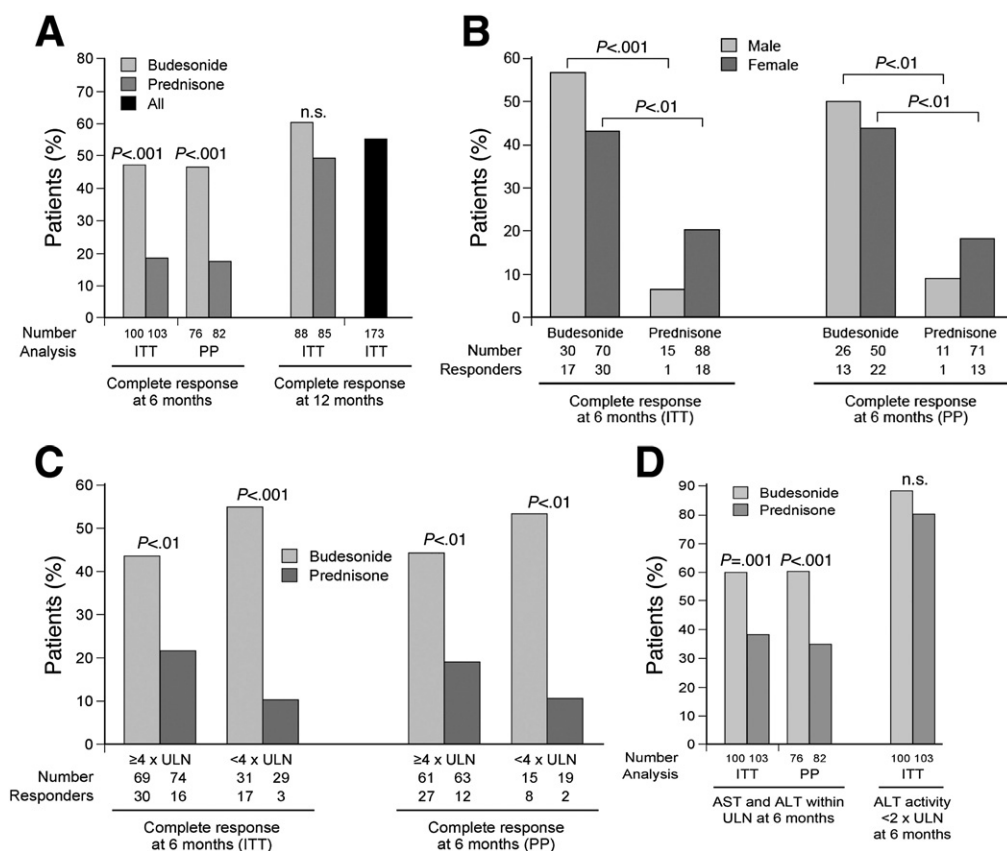 A
Budesonide
Prednisone
All
Patients (%)
80
70
60
50
40
30
20
10
0
P<.001
P<.001
n.s.
Number
100 103
76 82
88 85
173
Analysis
ITT
PP
ITT
ITT
Complete response
at 6 months
Complete response
at 12 months
B
Male
Female
Patients (%)
60
50
40
30
20
10
0
P<.001
P<.01
P<.01
P<.01
Budesonide
Prednisone
Budesonide
Prednisone
Number
30 70
15 88
26 50
11 71
Responders
17 30
1 18
13 22
1 13
Complete response
at 6 months (ITT)
Complete response
at 6 months (PP)
C
Budesonide
Prednisone
Patients (%)
60
50
40
30
20
10
0
P<.01
P<.001
P<.01
P<.01
≥4 x ULN
<4 x ULN
≥4 x ULN
<4 x ULN
Number
69 74
31 29
61 63
15 19
Responders
30 16
17 3
27 12
8 2
Complete response
at 6 months (ITT)
Complete response
at 6 months (PP)
D
Budesonide
Prednisone
Patients (%)
90
80
70
60
50
40
30
20
10
0
P=.001
P<.001
n.s.
Number
100 103
76 82
100 103
Analysis
ITT
PP
ITT
AST and ALT within
ULN at 6 months
ALT activity
<2 x ULN
at 6 months